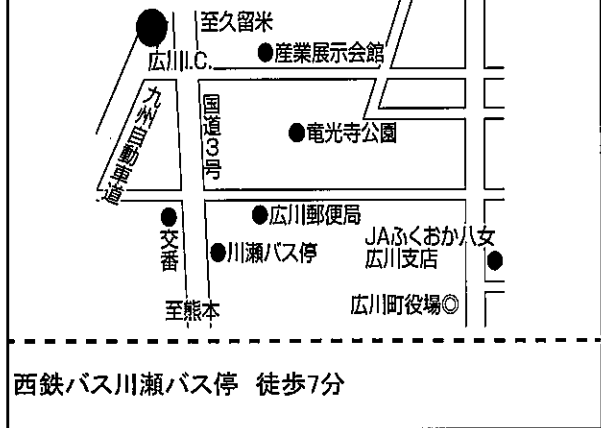 至久留米
産業展示会館
広川I.C.
九州自動車道
国道3号
竜光寺公園
広川郵便局
交番
川瀬バス停
JAふくおか八女
広川支店
至熊本
広川町役場◎
西鉄バス川瀬バス停 徒歩7分